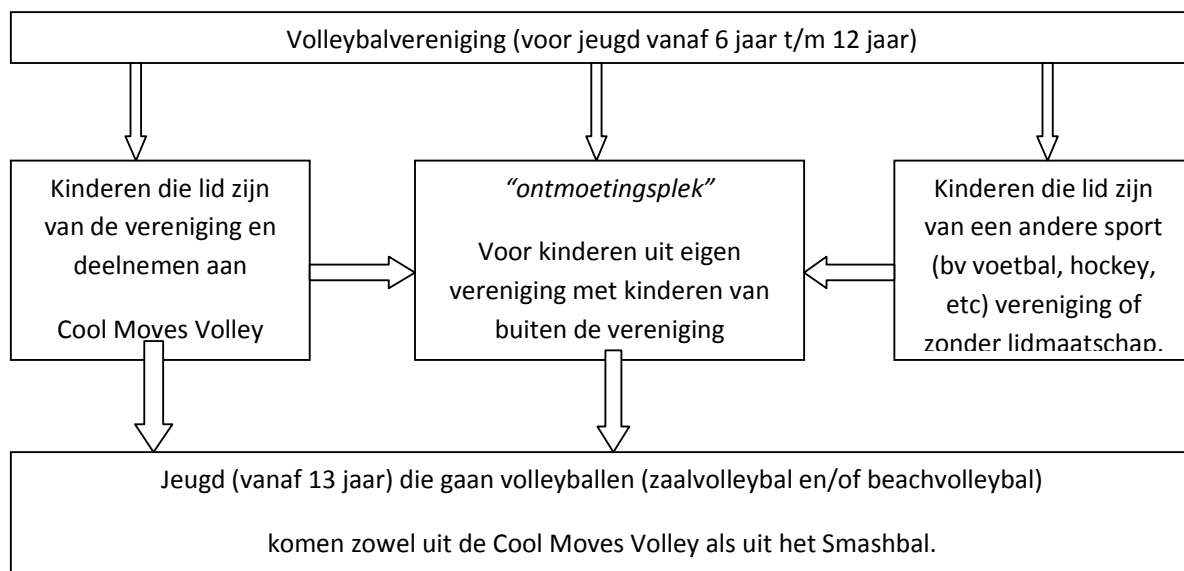 Volleybalvereniging (voor jeugd vanaf 6 jaar t/m 12 jaar)
Kinderen die lid zijn
van de vereniging en
deelnemen aan
Cool Moves Volley
“ontmoetingsplek”
Voor kinderen uit eigen
vereniging met kinderen van
buiten de vereniging
Kinderen die lid zijn
van een andere sport
(bv voetbal, hockey,
etc) vereniging of
zonder lidmaatschap.
Jeugd (vanaf 13 jaar) die gaan volleyballen (zaalvolleybal en/of beachvolleybal)
komen zowel uit de Cool Moves Volley als uit het Smashbal.